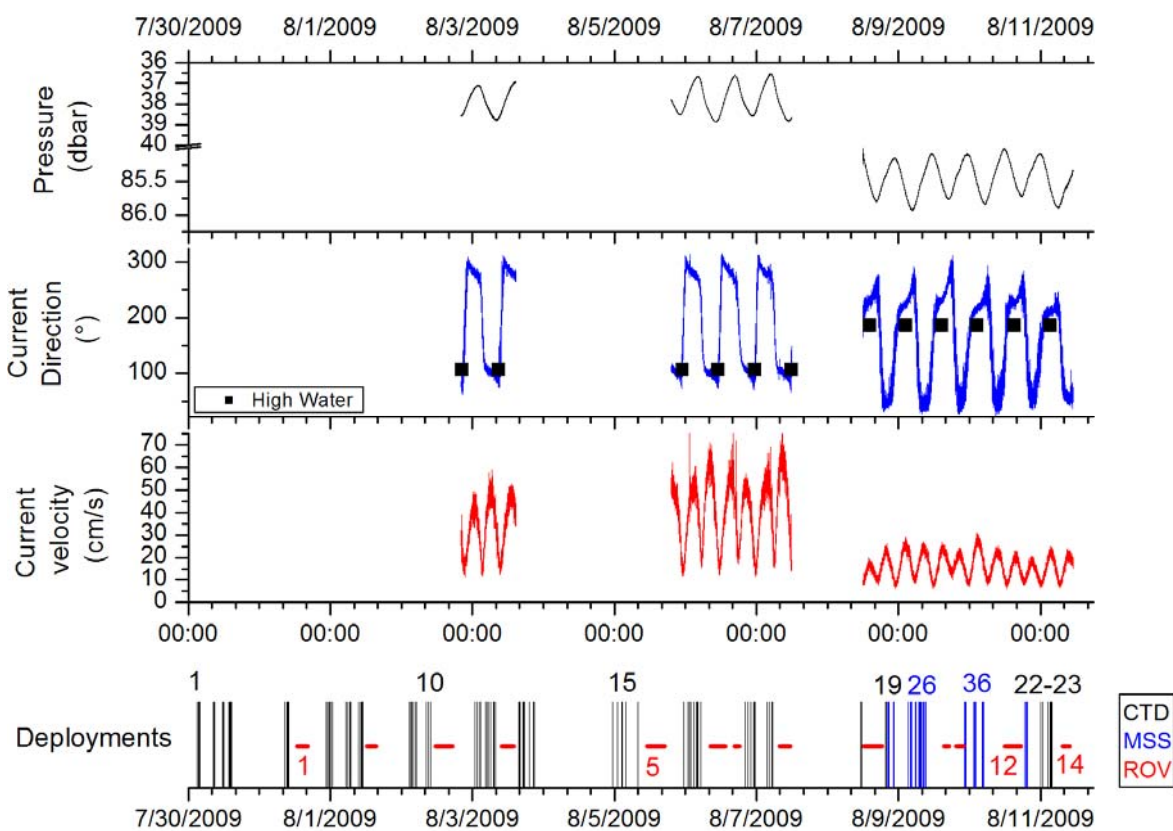 7/30/2009 8/1/2009 8/3/2009 8/5/2009 8/7/2009 8/9/2009 8/11/2009
36
37
38
39
40
85.5
86.0
Pressure
(dbar)
300
200
100
Current
Direction
(°)
High Water
70
60
50
40
30
20
10
0
Current
velocity
(cm/s)
00:00 00:00 00:00 00:00 00:00 00:00 00:00
1 10 15 19 26 36 22-23
Deployments
1 5 12 14
CTD
MSS
ROV
7/30/2009 8/1/2009 8/3/2009 8/5/2009 8/7/2009 8/9/2009 8/11/2009